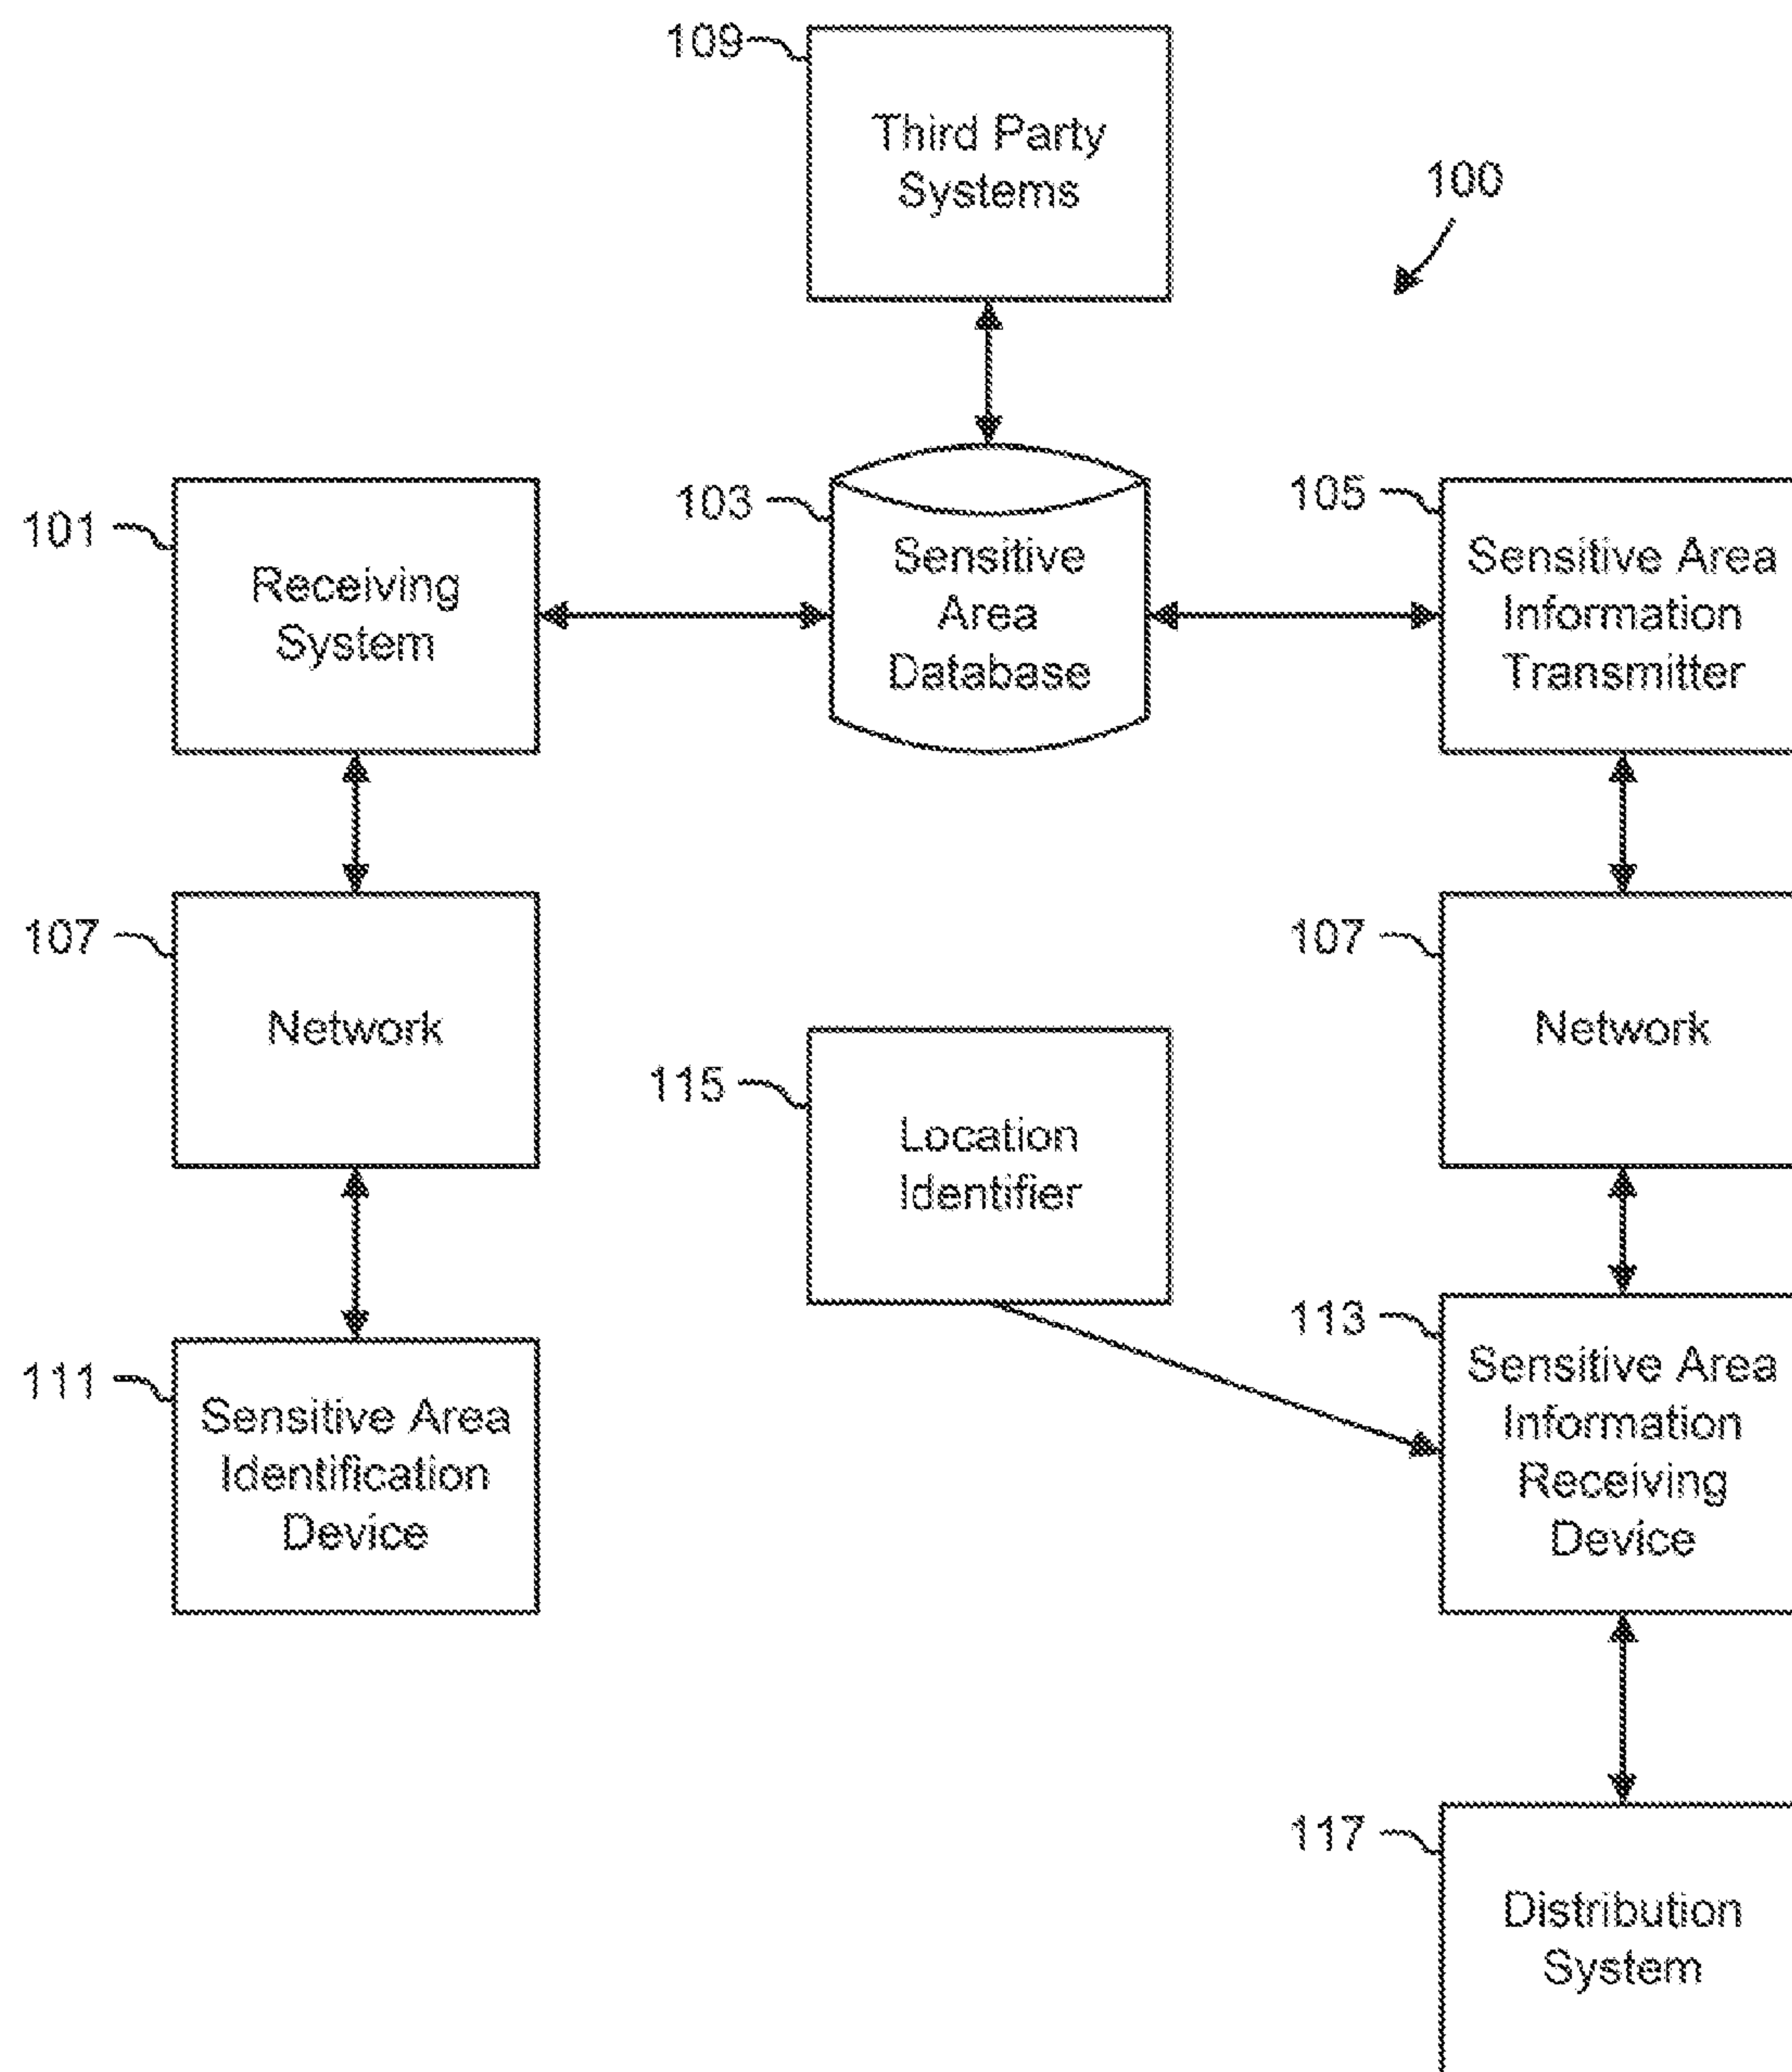 109
Third Party
Systems
100
101
Receiving
System
103
Sensitive
Area
Database
105
Sensitive Area
Information
Transmitter
107
Network
107
Network
115
Location
Identifier
111
Sensitive Area
Identification
Device
113
Sensitive Area
Information
Receiving
Device
117
Distribution
System